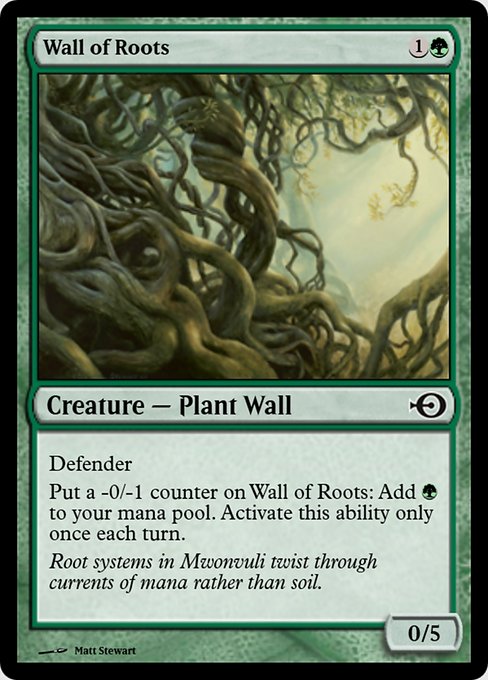 Wall of Roots 1
Creature — Plant Wall
Defender
Put a -0/-1 counter on Wall of Roots: Add
to your mana pool. Activate this ability only
once each turn.
Root systems in Mwonvuli twist through
currents of mana rather than soil.
0/5
Matt Stewart